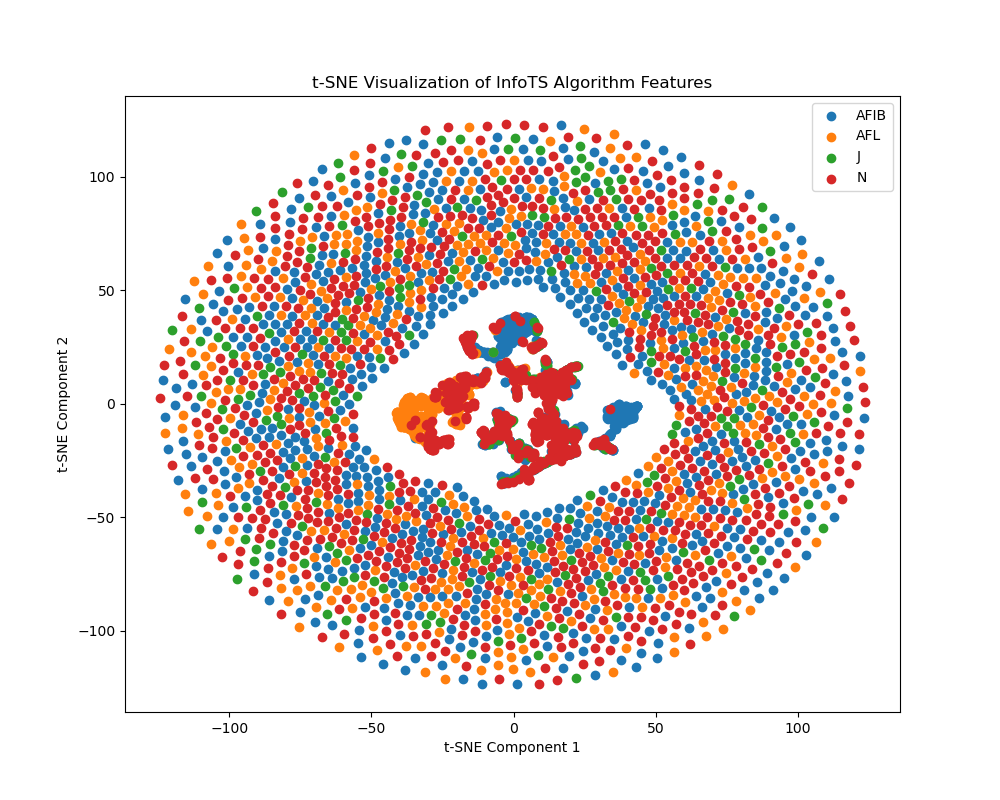 t-SNE Visualization of InfoTS Algorithm Features
AFIB
AFL
J
N
100
50
0
−50
−100
t-SNE Component 2
−100
−50
0
50
100
t-SNE Component 1